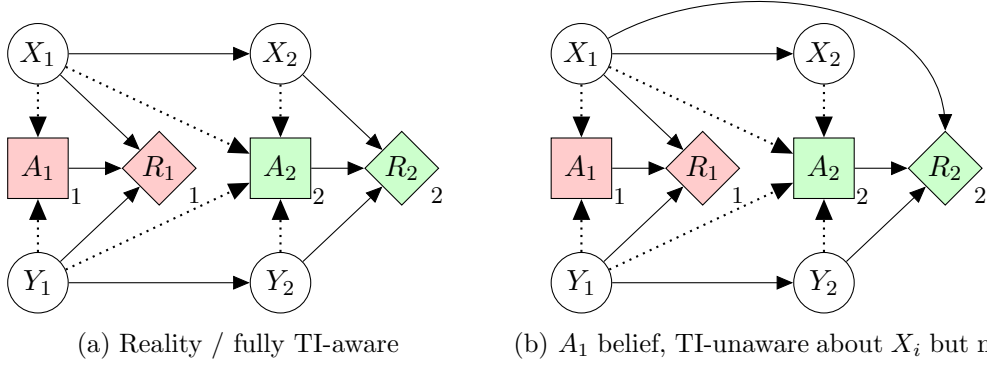 X1 X2 X1 X2
A1 R1 A2 R2 A1 R1 A2 R2
1 1 2 2 1 1 2 2
Y1 Y2 Y1 Y2
(a) Reality / fully TI-aware (b) A1 belief, TI-unaware about Xi but n